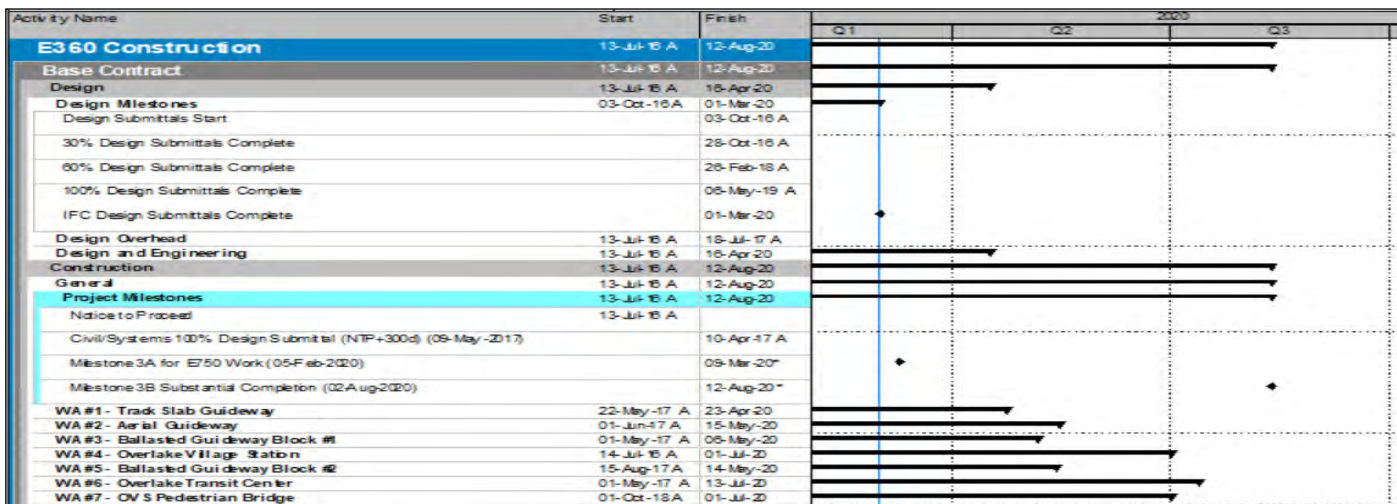 Activity Name Start Finish 2020
Q1 Q2 Q3
E360 Construction 13-Jul-16 A 12-Aug-20
Base Contract 13-Jul-16 A 12-Aug-20
Design 13-Jul-16 A 16-Apr-20
Design Milestones 03-Oct-16 A 01-Mar-20
Design Submittals Start 03-Oct-16 A
30% Design Submittals Complete 28-Oct-16 A
60% Design Submittals Complete 26-Feb-18 A
100% Design Submittals Complete 06-May-19 A
IFC Design Submittals Complete 01-Mar-20
Design Overhead 13-Jul-16 A 18-Jul-17 A
Design and Engineering 13-Jul-16 A 16-Apr-20
Construction 13-Jul-16 A 12-Aug-20
General 13-Jul-16 A 12-Aug-20
Project Milestones 13-Jul-16 A 12-Aug-20
Notice to Proceed 13-Jul-16 A
Civil/Systems 100% Design Submittal (NTP+300d) (09-May-2017) 10-Apr-17 A
Milestone 3A for E750 Work (05-Feb-2020) 09-Mar-20*
Milestone 3B Substantial Completion (02-Aug-2020) 12-Aug-20*
WA #1 - Track Slab Guideway 22-May-17 A 23-Apr-20
WA #2 - Aerial Guideway 01-Jun-17 A 15-May-20
WA #3 - Ballasted Guideway Block #1 01-May-17 A 06-May-20
WA #4 - Overlake Village Station 14-Jul-16 A 01-Jul-20
WA #5 - Ballasted Guideway Block #2 15-Aug-17 A 14-May-20
WA #6 - Overlake Transit Center 01-May-17 A 13-Jul-20
WA #7 - OVS Pedestrian Bridge 01-Oct-18 A 01-Jul-20